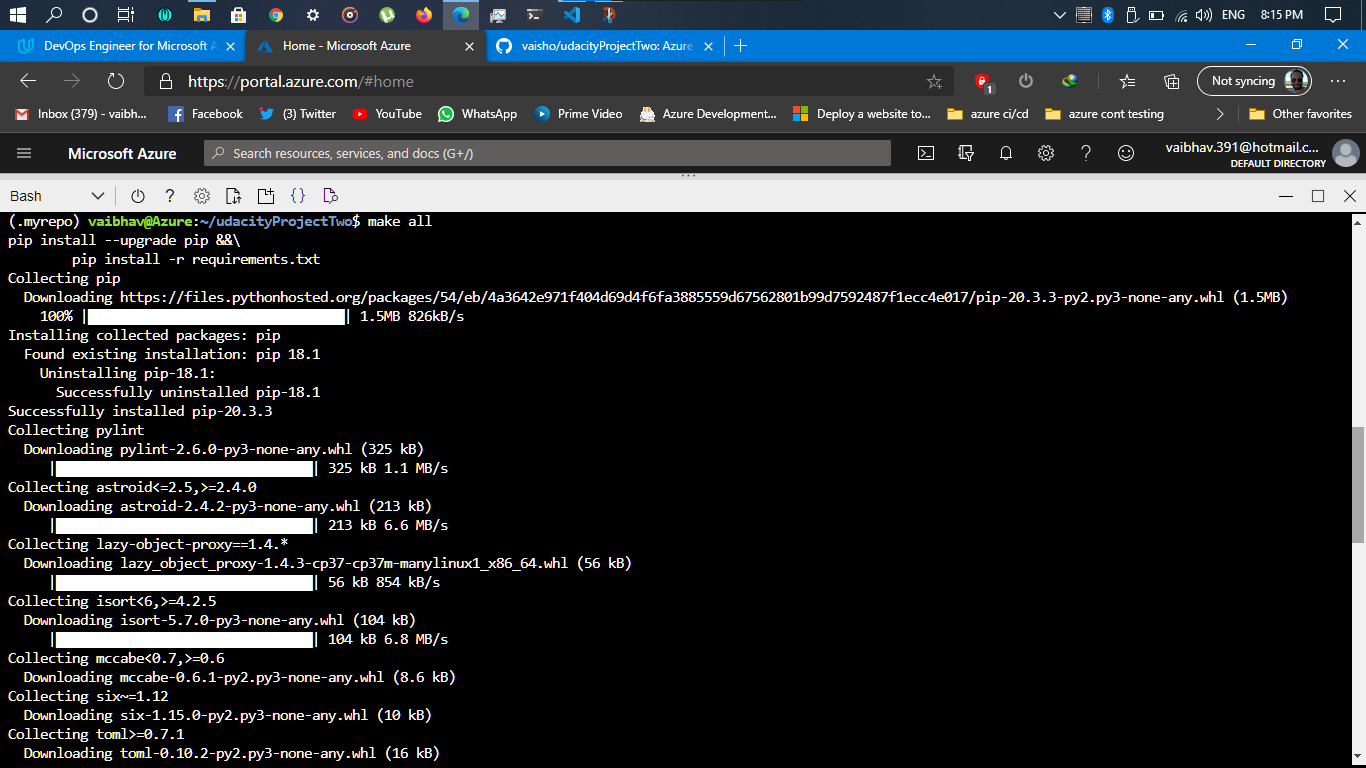 ENG 8:15 PM
DevOps Engineer for Microsoft A
Home - Microsoft Azure
vaisho/udacityProjectTwo: Azure
https://portal.azure.com/#home
1
Not syncing
Inbox (379) - vaibh...
Facebook
(3) Twitter
YouTube
WhatsApp
Prime Video
Azure Development...
Deploy a website to...
azure ci/cd
azure cont testing
Other favorites
Microsoft Azure
Search resources, services, and docs (G+/)
vaibhav.391@hotmail.c...
DEFAULT DIRECTORY
Bash
(.myrepo) vaibhav@Azure:~/udacityProjectTwo$ make all
pip install --upgrade pip &&\
pip install -r requirements.txt
Collecting pip
Downloading https://files.pythonhosted.org/packages/54/eb/4a3642e971f404d69d4f6fa3885559d67562801b99d7592487f1ecc4e017/pip-20.3.3-py2.py3-none-any.whl (1.5MB)
100% || 1.5MB 826kB/s
Installing collected packages: pip
Found existing installation: pip 18.1
Uninstalling pip-18.1:
Successfully uninstalled pip-18.1
Successfully installed pip-20.3.3
Collecting pylint
Downloading pylint-2.6.0-py3-none-any.whl (325 kB)
|| 325 kB 1.1 MB/s
Collecting astroid<=2.5,>=2.4.0
Downloading astroid-2.4.2-py3-none-any.whl (213 kB)
|| 213 kB 6.6 MB/s
Collecting lazy-object-proxy==1.4.*
Downloading lazy_object_proxy-1.4.3-cp37-cp37m-manylinux1_x86_64.whl (56 kB)
|| 56 kB 854 kB/s
Collecting isort<6,>=4.2.5
Downloading isort-5.7.0-py3-none-any.whl (104 kB)
|| 104 kB 6.8 MB/s
Collecting mccabe<0.7,>=0.6
Downloading mccabe-0.6.1-py2.py3-none-any.whl (8.6 kB)
Collecting six~=1.12
Downloading six-1.15.0-py2.py3-none-any.whl (10 kB)
Collecting toml>=0.7.1
Downloading toml-0.10.2-py2.py3-none-any.whl (16 kB)